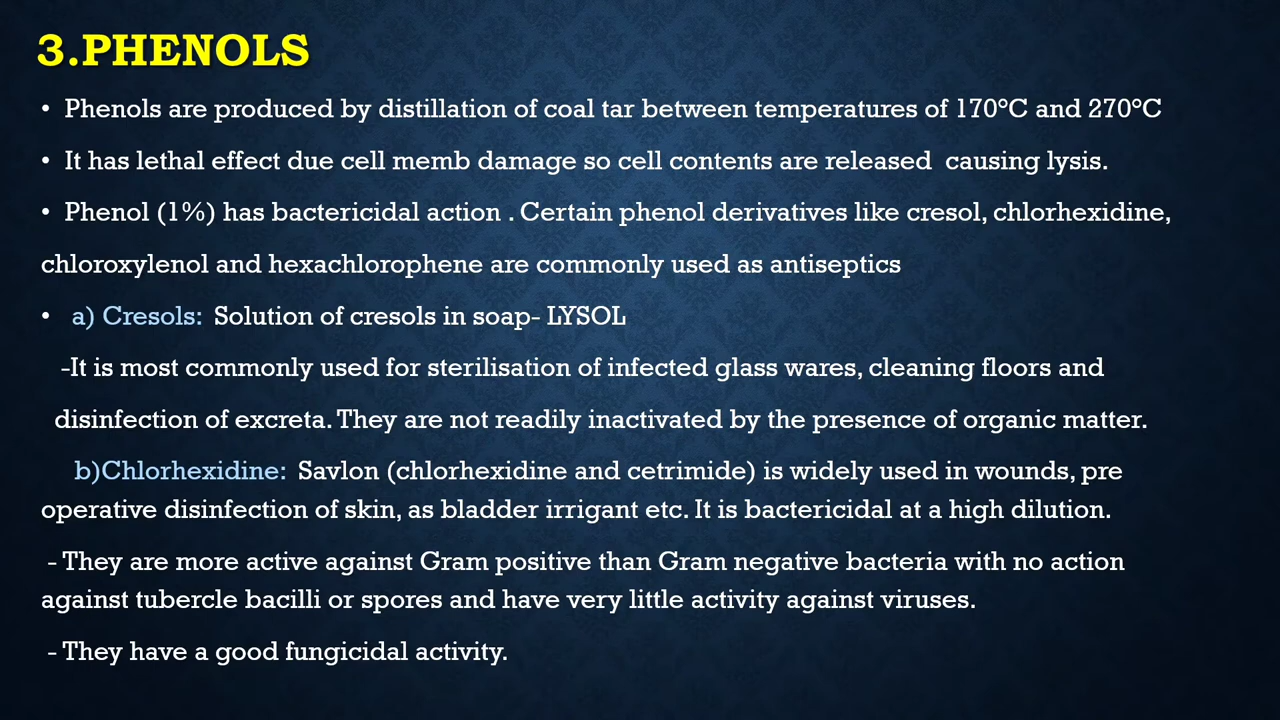 3.PHENOLS
• Phenols are produced by distillation of coal tar between temperatures of 170°C and 270°C
• It has lethal effect due cell memb damage so cell contents are released  causing lysis.
• Phenol (1%) has bactericidal action . Certain phenol derivatives like cresol, chlorhexidine,
chloroxylenol and hexachlorophene are commonly used as antiseptics
• a) Cresols: Solution of cresols in soap- LYSOL
-It is most commonly used for sterilisation of infected glass wares, cleaning floors and
disinfection of excreta. They are not readily inactivated by the presence of organic matter.
b)Chlorhexidine: Savlon (chlorhexidine and cetrimide) is widely used in wounds, pre
operative disinfection of skin, as bladder irrigant etc. It is bactericidal at a high dilution.
- They are more active against Gram positive than Gram negative bacteria with no action
against tubercle bacilli or spores and have very little activity against viruses.
- They have a good fungicidal activity.